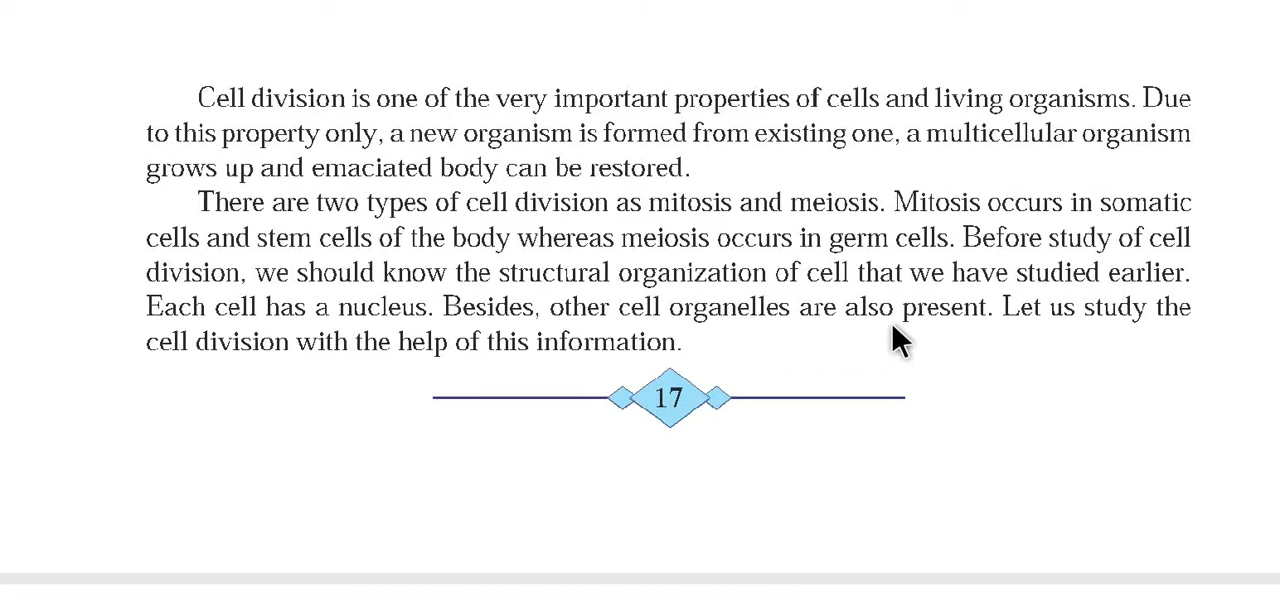 Cell division is one of the very important properties of cells and living organisms. Due
to this property only, a new organism is formed from existing one, a multicellular organism
grows up and emaciated body can be restored.
There are two types of cell division as mitosis and meiosis. Mitosis occurs in somatic
cells and stem cells of the body whereas meiosis occurs in germ cells. Before study of cell
division, we should know the structural organization of cell that we have studied earlier.
Each cell has a nucleus. Besides, other cell organelles are also present. Let us study the
cell division with the help of this information.
17